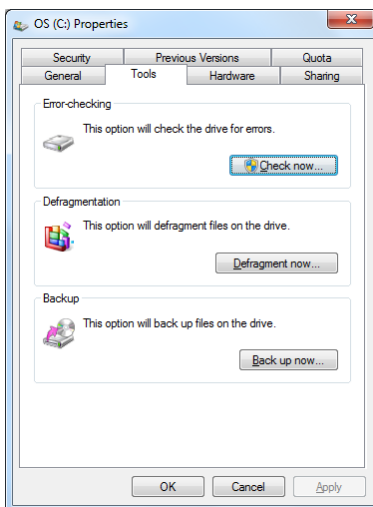 OS (C:) Properties
Security Previous Versions Quota
General Tools Hardware Sharing
Error-checking
This option will check the drive for errors.
Check now...
Defragmentation
This option will defragment files on the drive.
Defragment now...
Backup
This option will back up files on the drive.
Back up now...
OK Cancel Apply